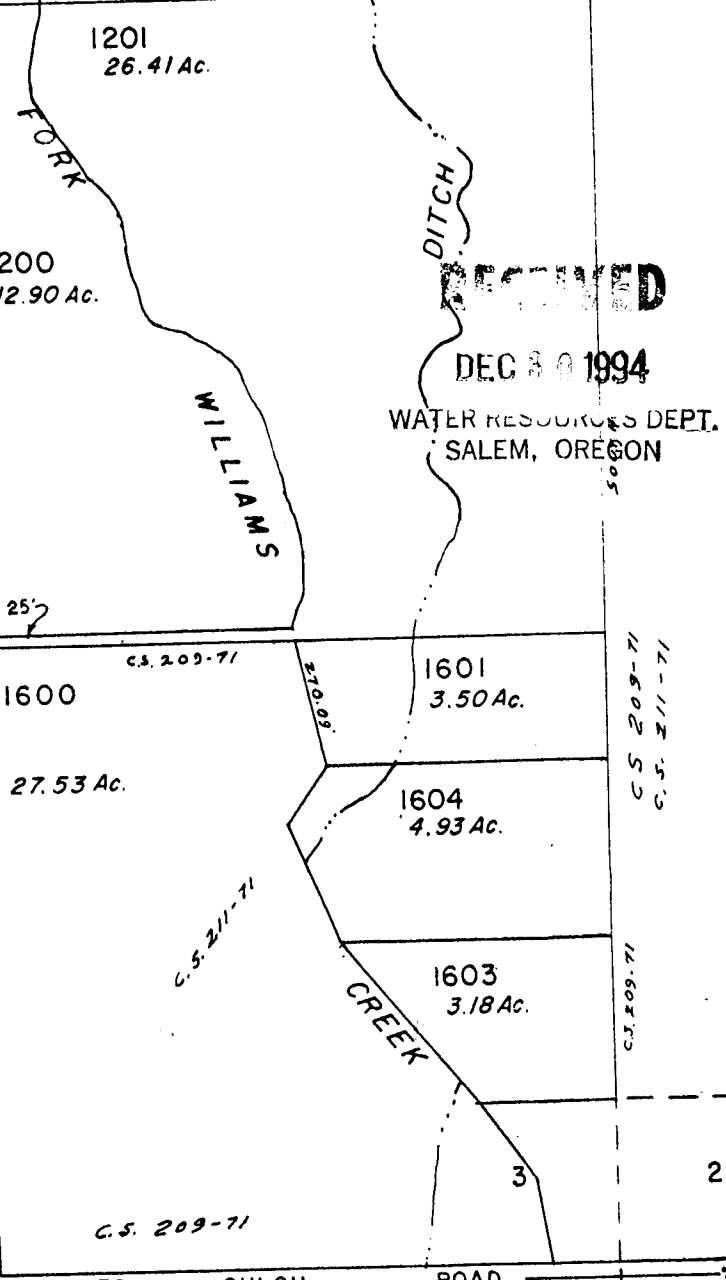 1201
26.41 Ac.
FORK
DITCH
200
12.90 Ac.
RECEIVED
DEC 30 1994
WATER RESOURCES DEPT.
SALEM, OREGON
WILLIAMS
25'
C.S. 209-71
270.09'
1601
3.50 Ac.
CS 209-71
C.S. 211-71
1600
27.53 Ac.
1604
4.93 Ac.
C.S. 211-71
1603
3.18 Ac.
C.S. 209-71
CREEK
3
2
C.S. 209-71
ROAD